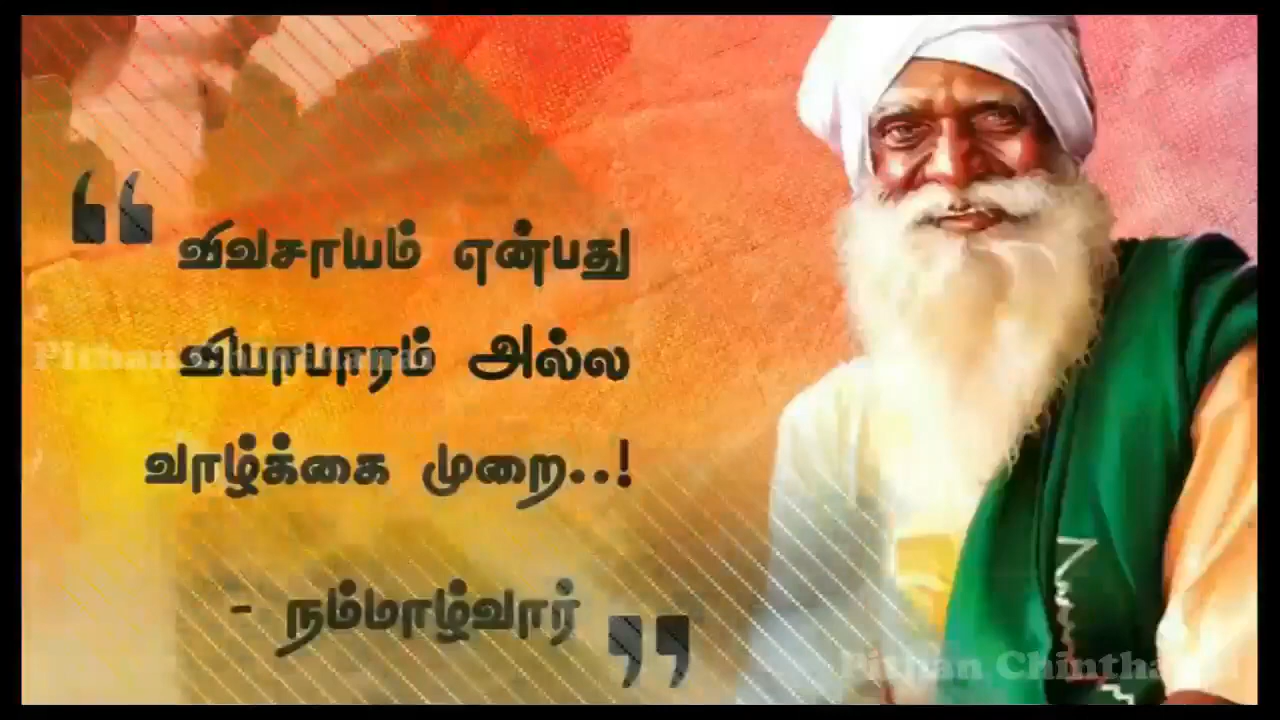 “ விவசாயம் என்பது
வியாபாரம் அல்ல
வாழ்க்கை முறை..!
- நம்மாழ்வார் ”